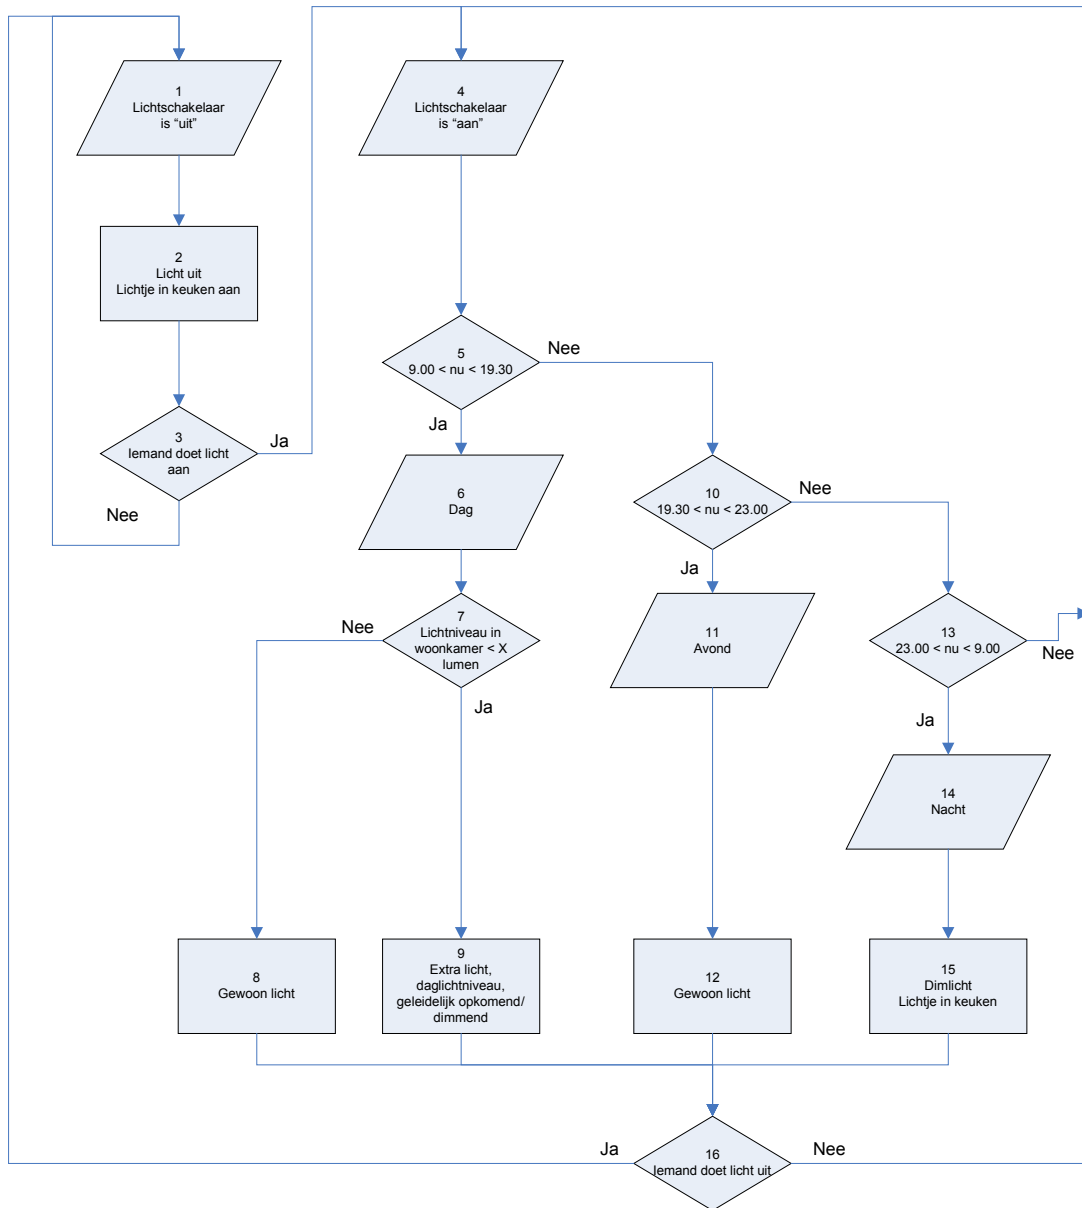 1
Lichtschakelaar
is “uit”
2
Licht uit
Lichtje in keuken aan
3
Iemand doet licht
aan
Ja
Nee
4
Lichtschakelaar
is “aan”
5
9.00 < nu < 19.30
Nee
Ja
6
Dag
7
Lichtniveau in
woonkamer < X
lumen
Nee
Ja
8
Gewoon licht
9
Extra licht,
daglichtniveau,
geleidelijk opkomend/
dimmend
10
19.30 < nu < 23.00
Nee
Ja
11
Avond
12
Gewoon licht
13
23.00 < nu < 9.00
Nee
Ja
14
Nacht
15
Dimlicht
Lichtje in keuken
16
Iemand doet licht uit
Ja
Nee